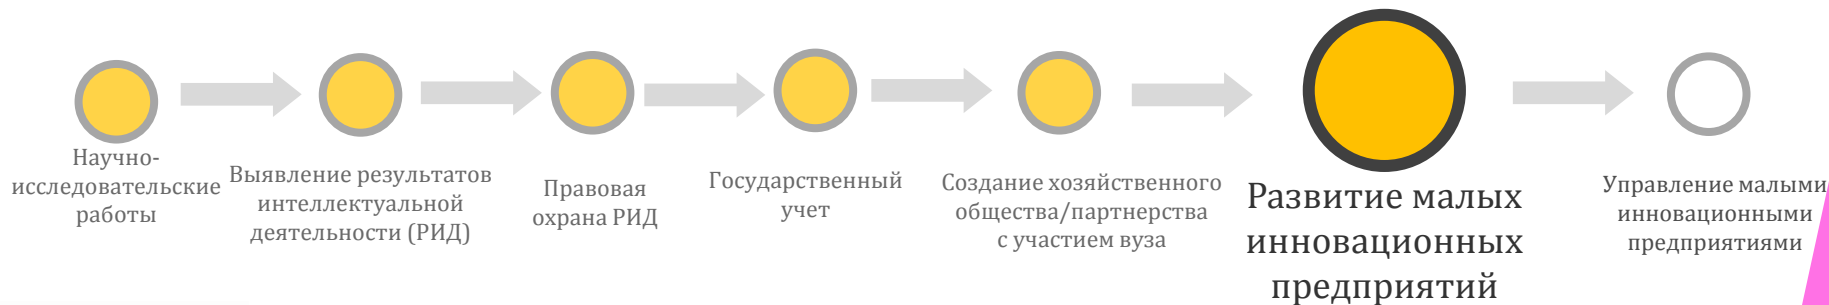 Научно-
исследовательские
работы
Выявление результатов
интеллектуальной
деятельности (РИД)
Правовая
охрана РИД
Государственный
учет
Создание хозяйственного
общества/партнерства
с участием вуза
Развитие малых
инновационных
предприятий
Управление малыми
инновационными
предприятиями